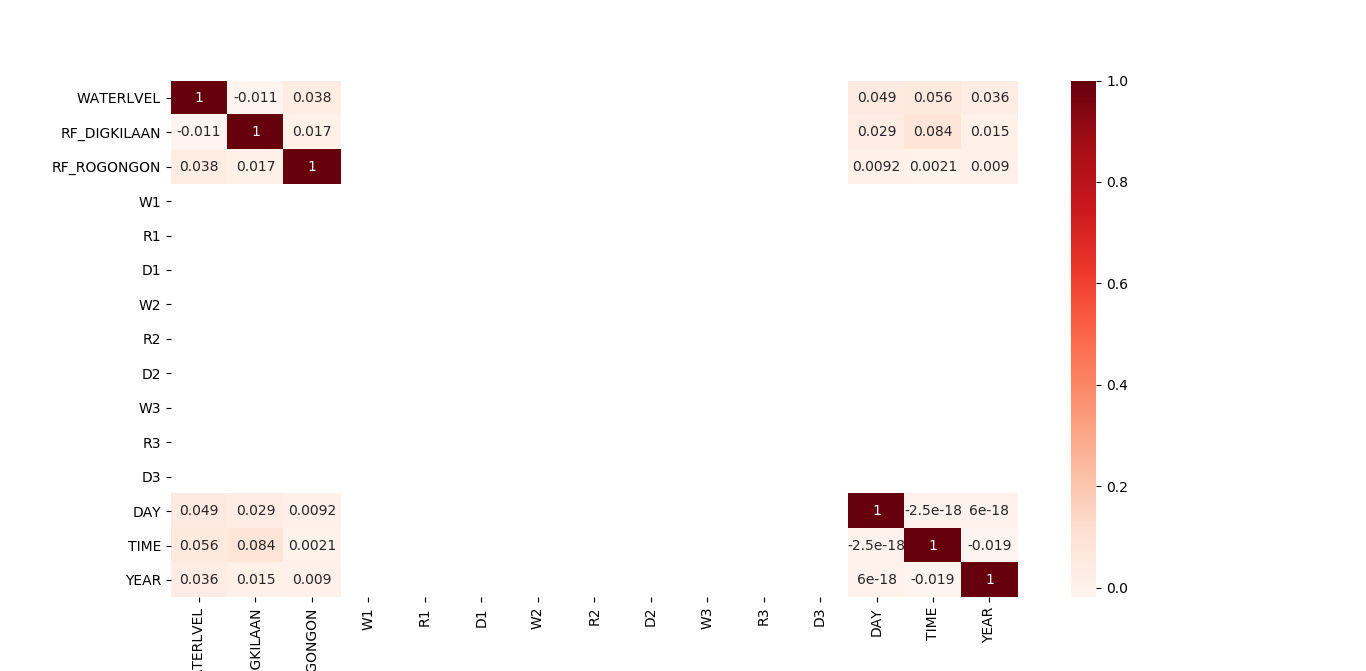 WATERLVEL 1 -0.011 0.038 0.049 0.056 0.036 1.0
RF_DIGKILAAN -0.011 1 0.017 0.029 0.084 0.015
RF_ROGONGON 0.038 0.017 1 0.0092 0.0021 0.009
0.8
W1
R1
D1
0.6
W2
R2
D2
0.4
W3
R3
0.2
D3
DAY 0.049 0.029 0.0092 1 -2.5e-18 6e-18
TIME 0.056 0.084 0.0021 -2.5e-18 1 -0.019
YEAR 0.036 0.015 0.009 6e-18 -0.019 1 0.0
TERLVEL GKILAAN GONGON W1 R1 D1 W2 R2 D2 W3 R3 D3 DAY TIME YEAR